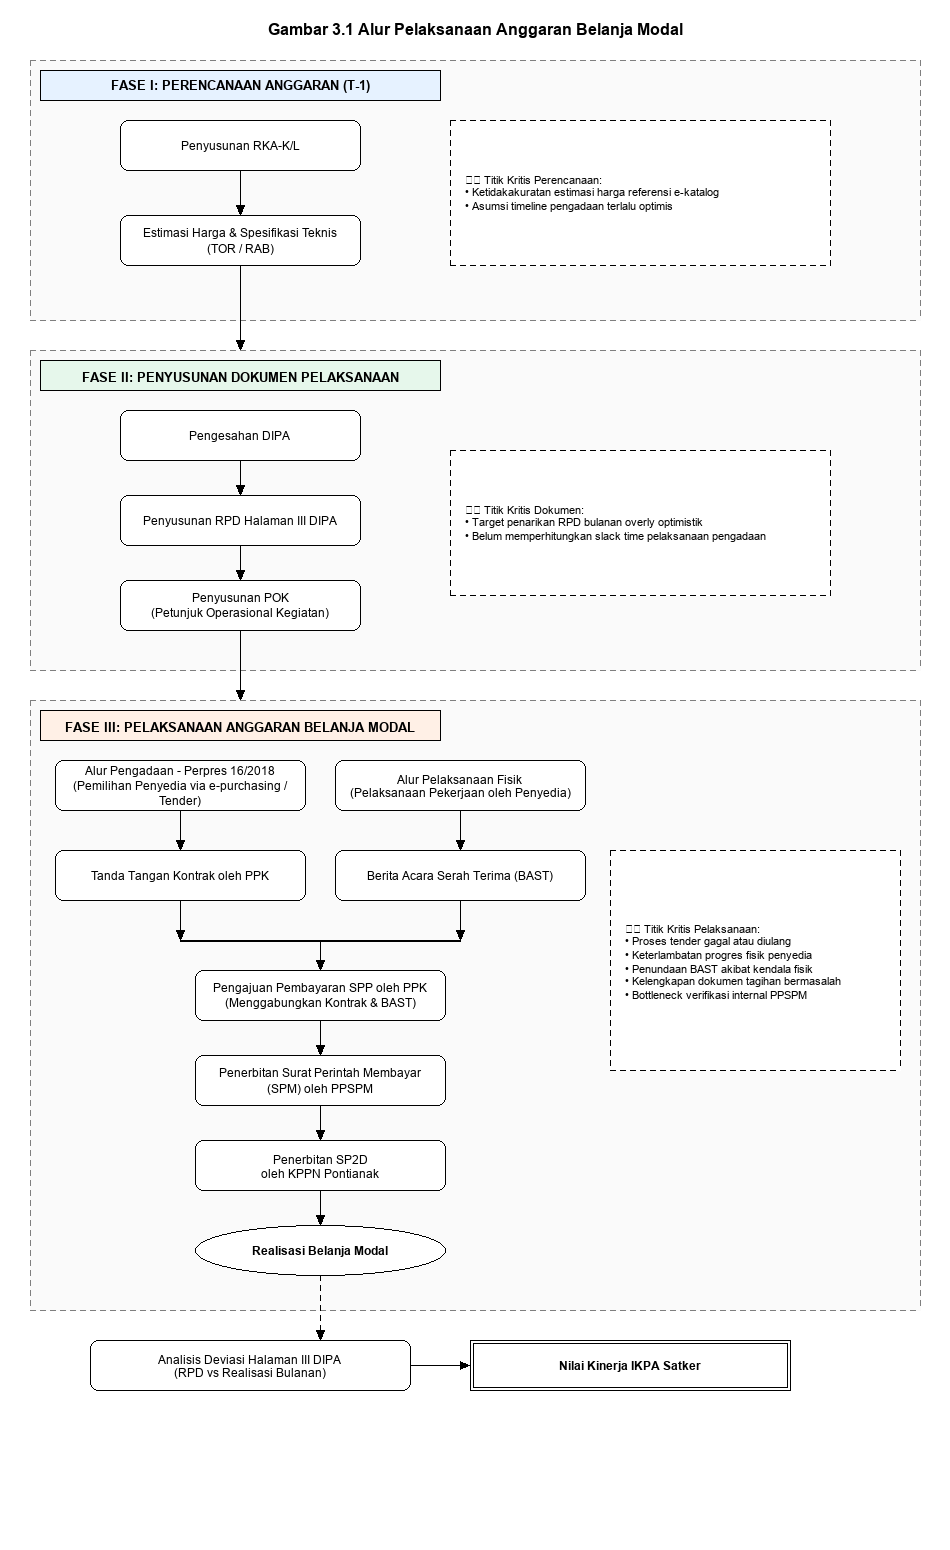 Gambar 3.1 Alur Pelaksanaan Anggaran Belanja Modal
FASE I: PERENCANAAN ANGGARAN (T-1)
Penyusunan RKA-K/L
Estimasi Harga & Spesifikasi Teknis
(TOR / RAB)
Titik Kritis Perencanaan:
• Ketidakakuratan estimasi harga referensi e-katalog
• Asumsi timeline pengadaan terlalu optimis
FASE II: PENYUSUNAN DOKUMEN PELAKSANAAN
Pengesahan DIPA
Penyusunan RPD Halaman III DIPA
Penyusunan POK
(Petunjuk Operasional Kegiatan)
Titik Kritis Dokumen:
• Target penarikan RPD bulanan overly optimistik
• Belum memperhitungkan slack time pelaksanaan pengadaan
FASE III: PELAKSANAAN ANGGARAN BELANJA MODAL
Alur Pengadaan - Perpres 16/2018
(Pemilihan Penyedia via e-purchasing /
Tender)
Alur Pelaksanaan Fisik
(Pelaksanaan Pekerjaan oleh Penyedia)
Tanda Tangan Kontrak oleh PPK
Berita Acara Serah Terima (BAST)
Titik Kritis Pelaksanaan:
• Proses tender gagal atau diulang
• Keterlambatan progres fisik penyedia
• Penundaan BAST akibat kendala fisik
• Kelengkapan dokumen tagihan bermasalah
• Bottleneck verifikasi internal PPSPM
Pengajuan Pembayaran SPP oleh PPK
(Menggabungkan Kontrak & BAST)
Penerbitan Surat Perintah Membayar
(SPM) oleh PPSPM
Penerbitan SP2D
oleh KPPN Pontianak
Realisasi Belanja Modal
Analisis Deviasi Halaman III DIPA
(RPD vs Realisasi Bulanan)
Nilai Kinerja IKPA Satker